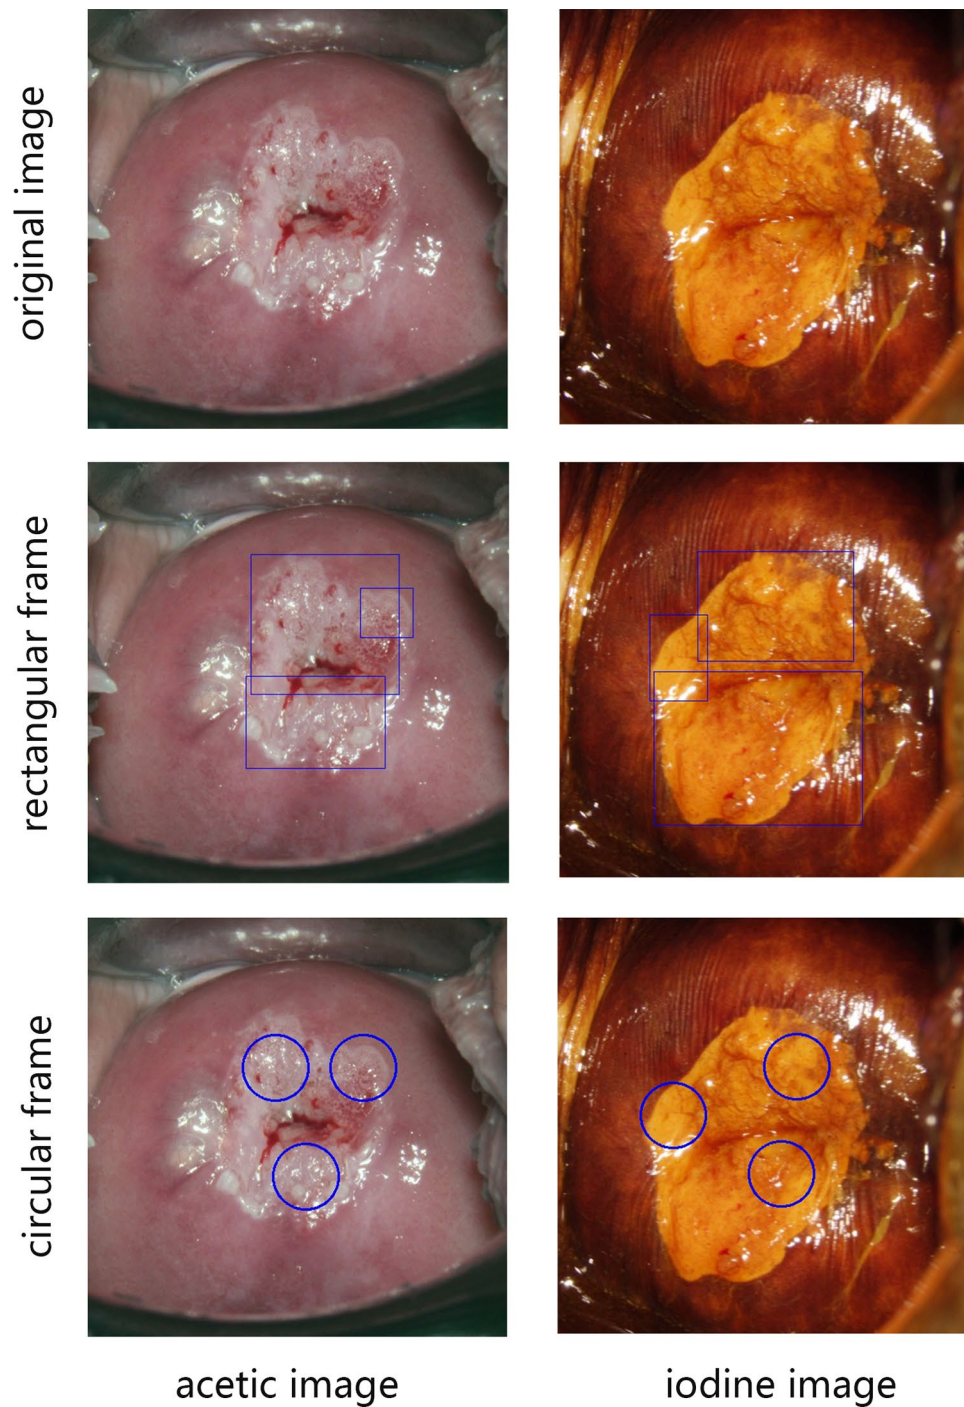 original image
rectangular frame
circular frame
acetic image
iodine image